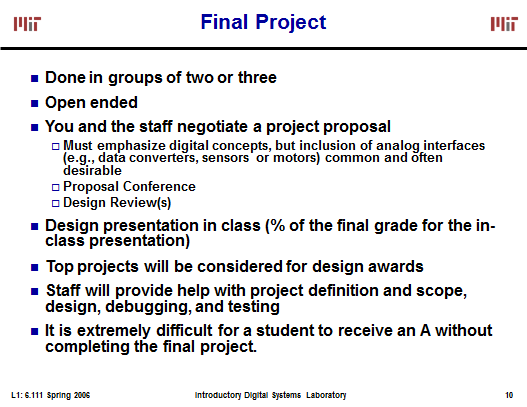 MIT
MIT
Final Project
Done in groups of two or three
Open ended
You and the staff negotiate a project proposal
Must emphasize digital concepts, but inclusion of analog interfaces
(e.g., data converters, sensors or motors) common and often
desirable
Proposal Conference
Design Review(s)
Design presentation in class (% of the final grade for the in-
class presentation)
Top projects will be considered for design awards
Staff will provide help with project definition and scope,
design, debugging, and testing
It is extremely difficult for a student to receive an A without
completing the final project.
L1: 6.111 Spring 2006
Introductory Digital Systems Laboratory
10